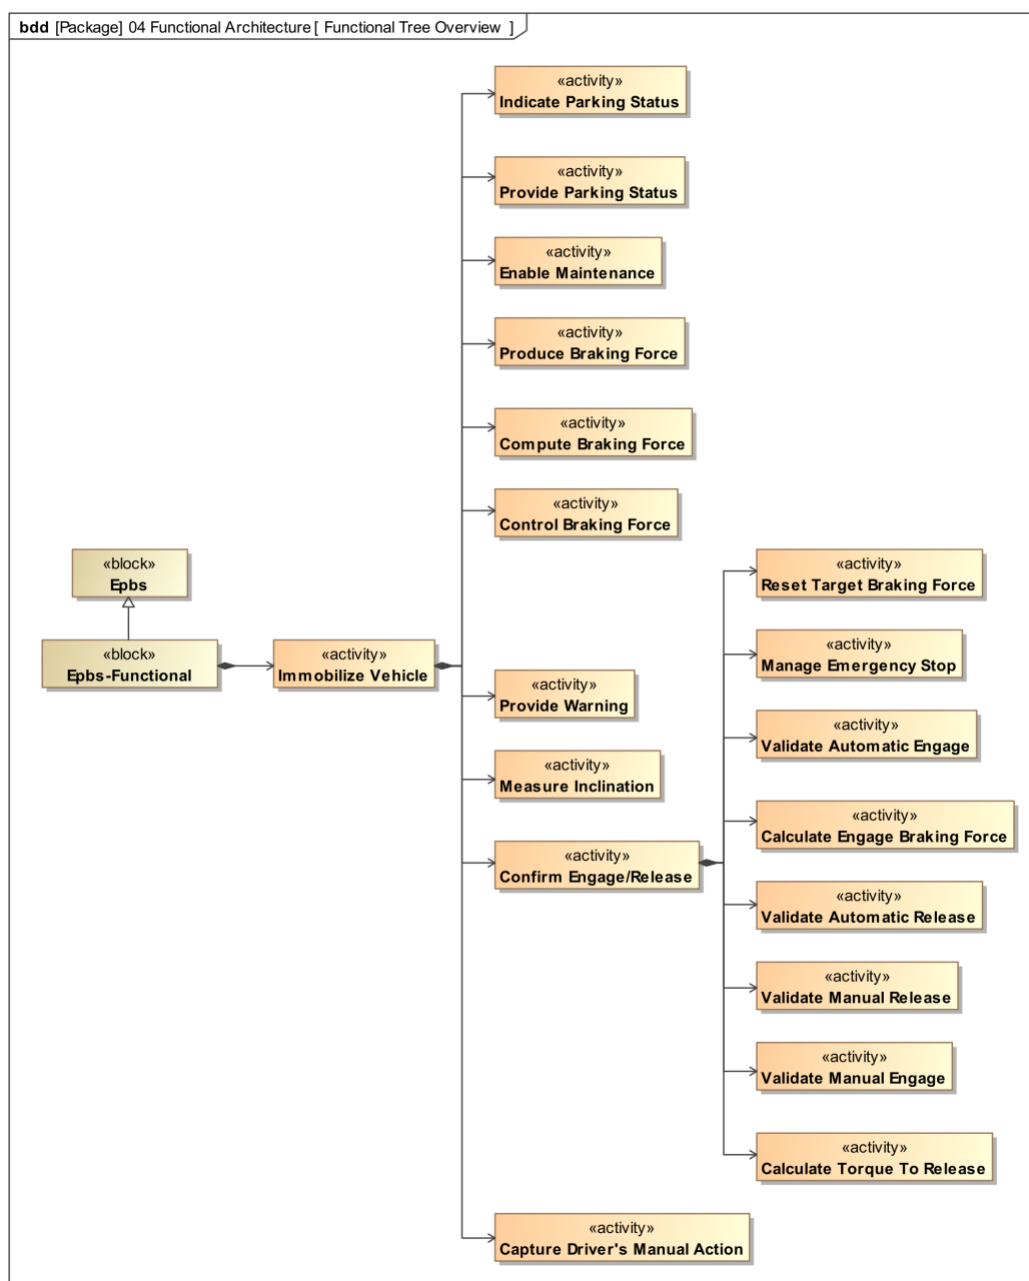 bdd [Package] 04 Functional Architecture [ Functional Tree Overview ]
«activity»
Indicate Parking Status
«activity»
Provide Parking Status
«activity»
Enable Maintenance
«activity»
Produce Braking Force
«activity»
Compute Braking Force
«activity»
Control Braking Force
«block»
Epbs
«block»
Epbs-Functional
«activity»
Immobilize Vehicle
«activity»
Provide Warning
«activity»
Measure Inclination
«activity»
Confirm Engage/Release
«activity»
Reset Target Braking Force
«activity»
Manage Emergency Stop
«activity»
Validate Automatic Engage
«activity»
Calculate Engage Braking Force
«activity»
Validate Automatic Release
«activity»
Validate Manual Release
«activity»
Validate Manual Engage
«activity»
Calculate Torque To Release
«activity»
Capture Driver's Manual Action